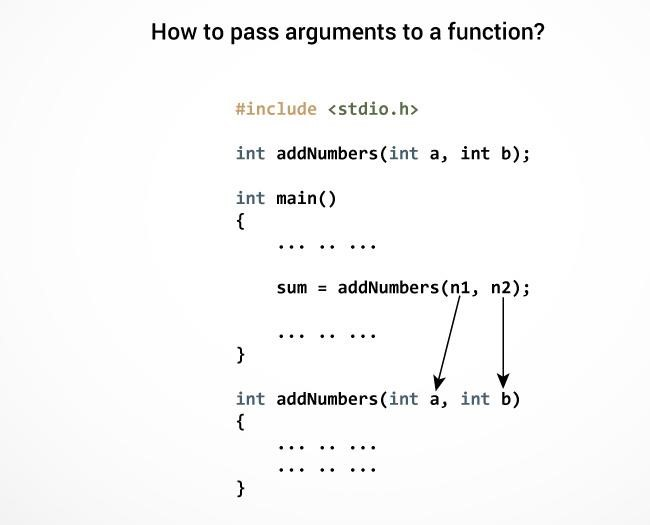 How to pass arguments to a function?
#include <stdio.h>
int addNumbers(int a, int b);
int main()
{
... .. ...
sum = addNumbers(n1, n2);
... .. ...
}
int addNumbers(int a, int b)
{
... .. ...
... .. ...
}